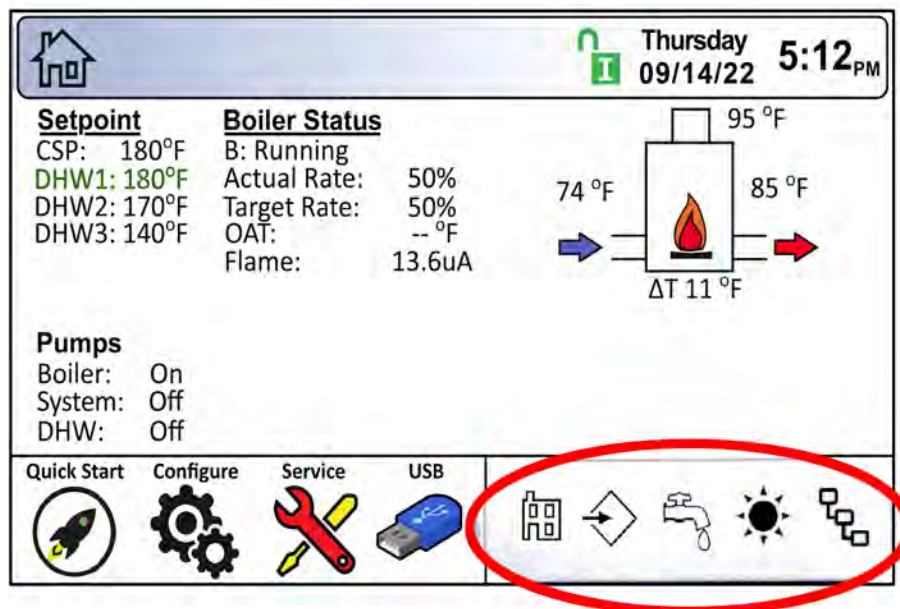 I
Thursday
09/14/22
5:12PM
Setpoint
CSP: 180°F
DHW1: 180°F
DHW2: 170°F
DHW3: 140°F
Boiler Status
B: Running
Actual Rate: 50%
Target Rate: 50%
OAT: -- °F
Flame: 13.6uA
95 °F
74 °F
85 °F
ΔT 11 °F
Pumps
Boiler: On
System: Off
DHW: Off
Quick Start
Configure
Service
USB